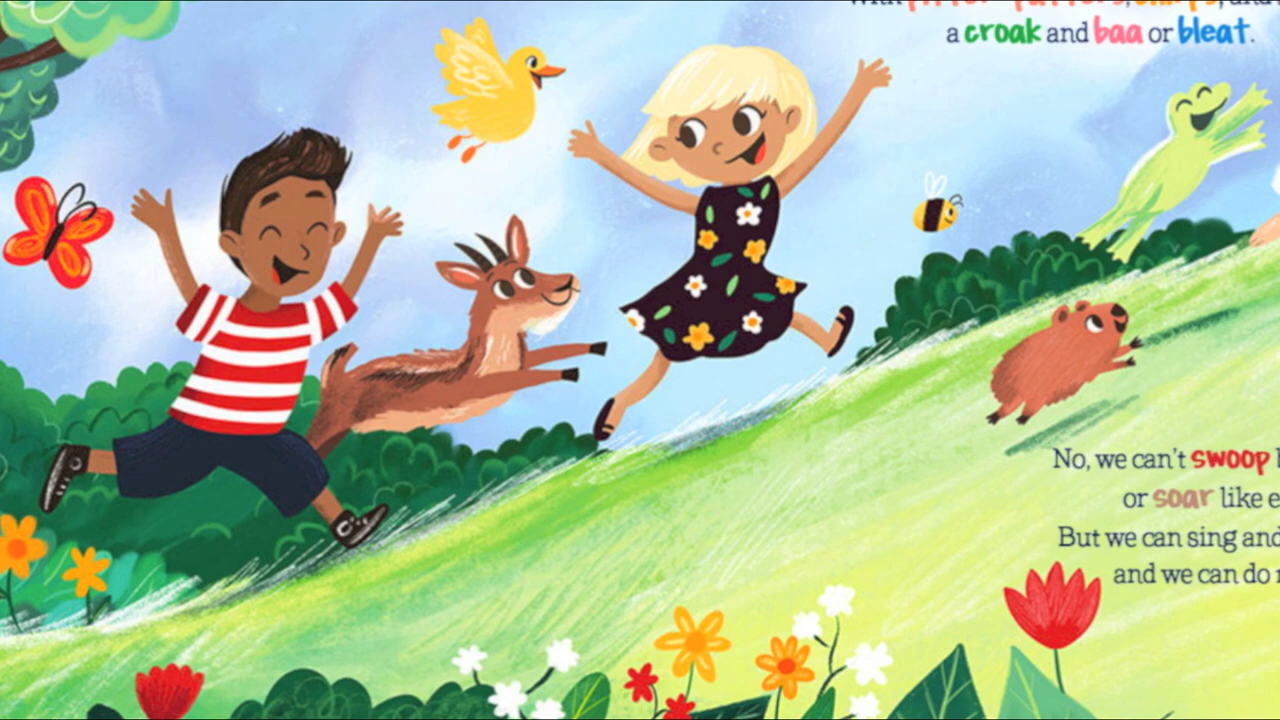 a croak and baa or bleat.
No, we can't swoop
or soar like
But we can sing and
and we can do